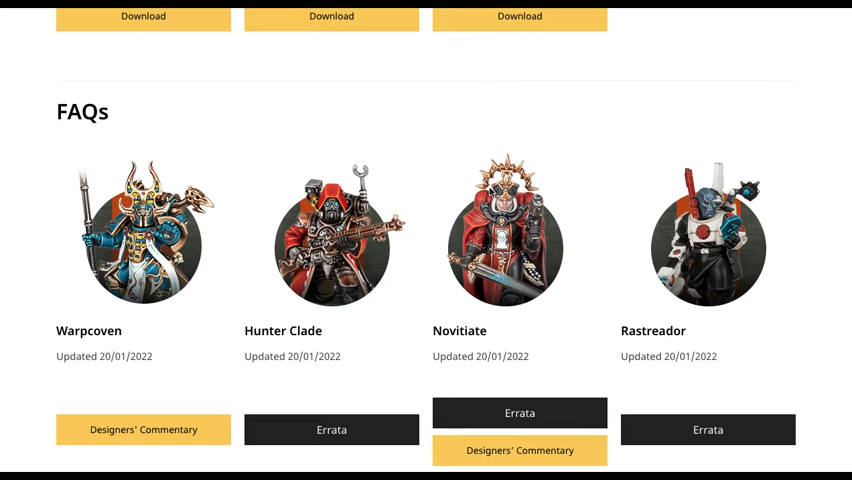 Download
Download
Download
FAQs
Warpcoven
Hunter Clade
Novitiate
Rastreador
Updated 20/01/2022
Updated 20/01/2022
Updated 20/01/2022
Updated 20/01/2022
Designers' Commentary
Errata
Errata
Errata
Designers' Commentary